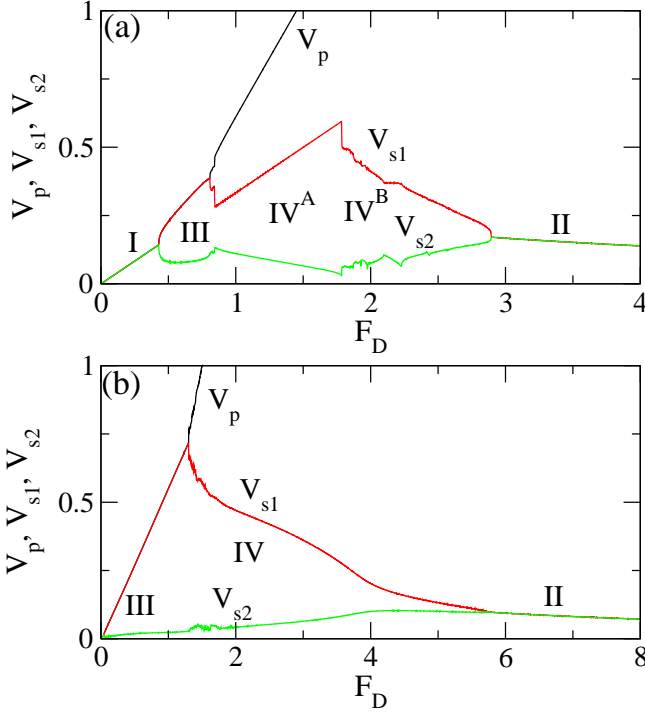 (a)
V_p, V_s1, V_s2
1
0.5
0
V_p
V_s1
I
III
IV^A
IV^B
V_s2
II
0 1 2 3 4
F_D
(b)
V_p, V_s1, V_s2
1
0.5
0
V_p
V_s1
IV
III
V_s2
II
0 2 4 6 8
F_D